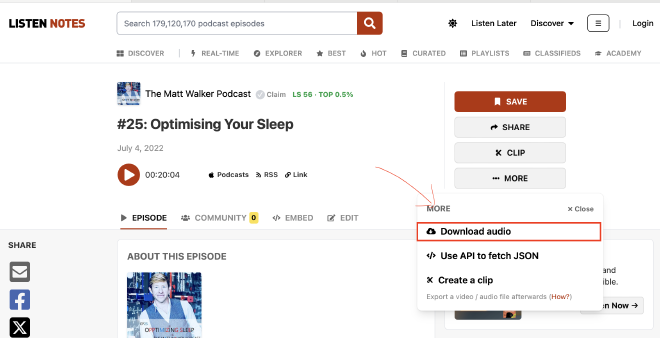 LISTEN NOTES
Search 179,120,170 podcast episodes
Listen Later
Discover
Login
DISCOVER
REAL-TIME
EXPLORER
BEST
HOT
CURATED
PLAYLISTS
CLASSIFIEDS
ACADEMY
The Matt Walker Podcast
Claim
LS 56 · TOP 0.5%
#25: Optimising Your Sleep
July 4, 2022
00:20:04
Podcasts
RSS
Link
SAVE
SHARE
CLIP
MORE
MORE
× Close
Download audio
</> Use API to fetch JSON
Create a clip
Export a video / audio file afterwards (How?)
EPISODE
COMMUNITY 0
</> EMBED
EDIT
SHARE
ABOUT THIS EPISODE
OPTIMISING SLEEP
and
ible.
n Now →